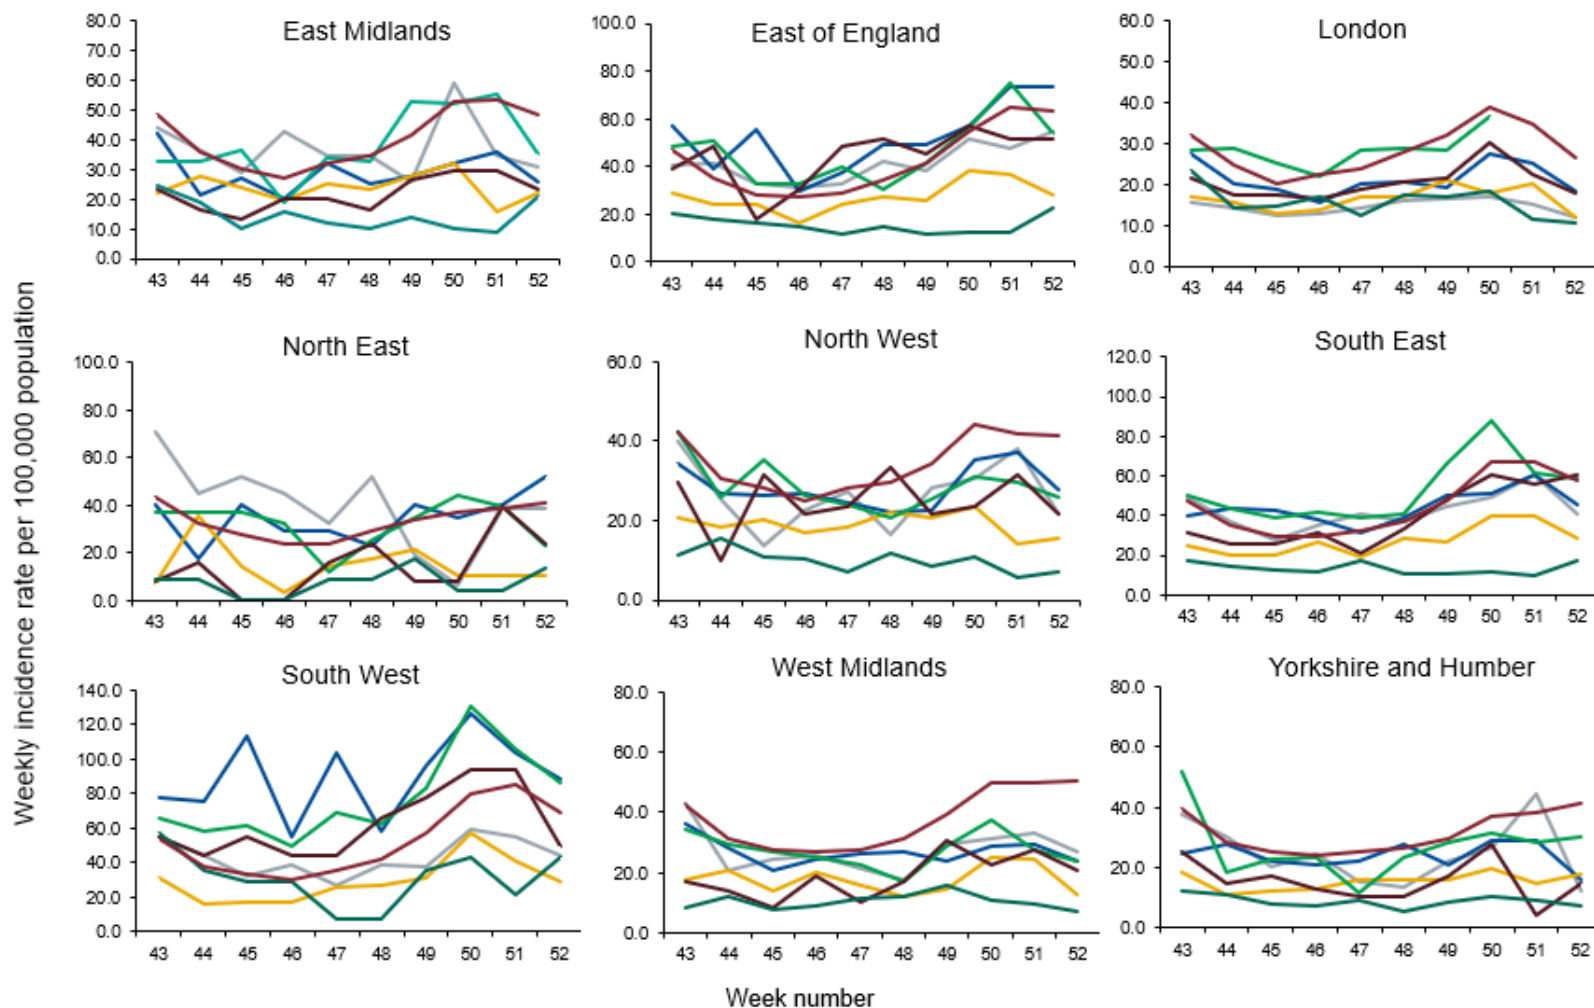 Weekly incidence rate per 100,000 population
East Midlands
80.0
70.0
60.0
50.0
40.0
30.0
20.0
10.0
0.0
43 44 45 46 47 48 49 50 51 52
East of England
100.0
80.0
60.0
40.0
20.0
0.0
43 44 45 46 47 48 49 50 51 52
London
60.0
50.0
40.0
30.0
20.0
10.0
0.0
43 44 45 46 47 48 49 50 51 52
North East
100.0
80.0
60.0
40.0
20.0
0.0
43 44 45 46 47 48 49 50 51 52
North West
60.0
40.0
20.0
0.0
43 44 45 46 47 48 49 50 51 52
South East
120.0
100.0
80.0
60.0
40.0
20.0
0.0
43 44 45 46 47 48 49 50 51 52
South West
140.0
120.0
100.0
80.0
60.0
40.0
20.0
0.0
43 44 45 46 47 48 49 50 51 52
West Midlands
80.0
60.0
40.0
20.0
0.0
43 44 45 46 47 48 49 50 51 52
Yorkshire and Humber
80.0
60.0
40.0
20.0
0.0
43 44 45 46 47 48 49 50 51 52
Week number